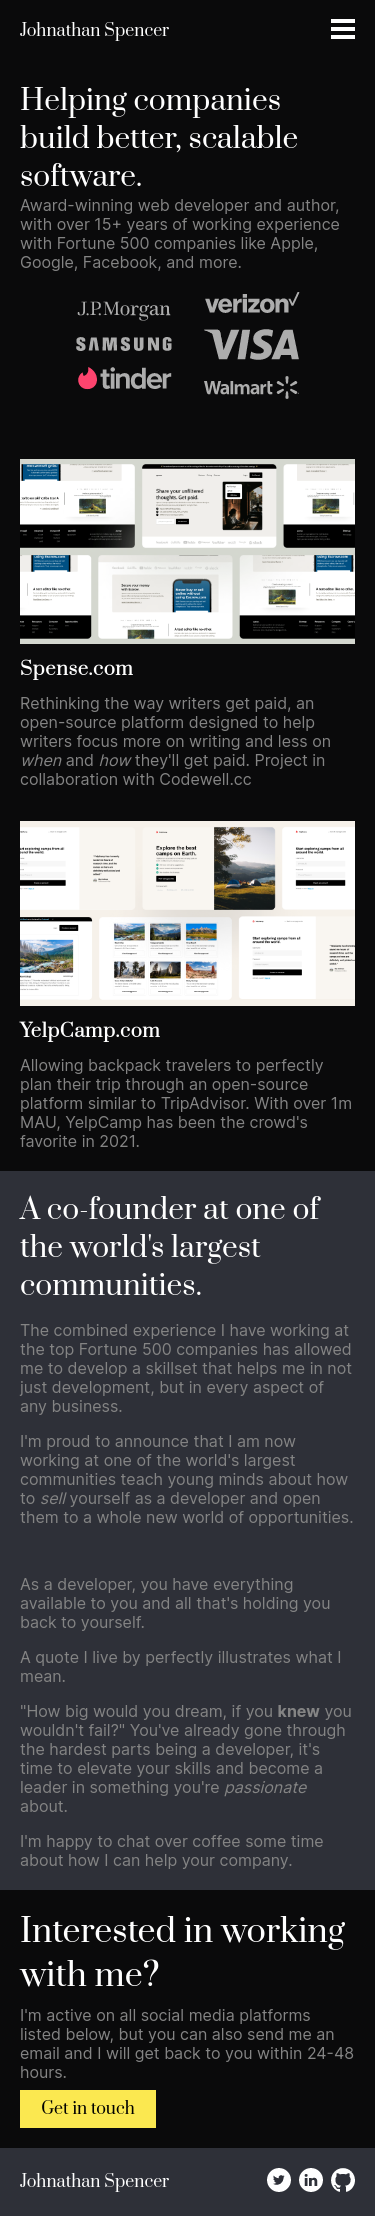 Johnathan Spencer
Helping companies
build better, scalable
software.
Award-winning web developer and author,
with over 15+ years of working experience
with Fortune 500 companies like Apple,
Google, Facebook, and more.
J.P.Morgan
verizon
SAMSUNG
VISA
tinder
Walmart
Share your unfiltered
thoughts. Get paid.
Spense.com
Rethinking the way writers get paid, an
open-source platform designed to help
writers focus more on writing and less on
when and how they'll get paid. Project in
collaboration with Codewell.cc
Explore the best
camps on Earth.
Start exploring camps from all
around the world.
YelpCamp.com
Allowing backpack travelers to perfectly
plan their trip through an open-source
platform similar to TripAdvisor. With over 1m
MAU, YelpCamp has been the crowd's
favorite in 2021.
A co-founder at one of
the world's largest
communities.
The combined experience I have working at
the top Fortune 500 companies has allowed
me to develop a skillset that helps me in not
just development, but in every aspect of
any business.
I'm proud to announce that I am now
working at one of the world's largest
communities teach young minds about how
to sell yourself as a developer and open
them to a whole new world of opportunities.
As a developer, you have everything
available to you and all that's holding you
back to yourself.
A quote I live by perfectly illustrates what I
mean.
"How big would you dream, if you knew you
wouldn't fail?" You've already gone through
the hardest parts being a developer, it's
time to elevate your skills and become a
leader in something you're passionate
about.
I'm happy to chat over coffee some time
about how I can help your company.
Interested in working
with me?
I'm active on all social media platforms
listed below, but you can also send me an
email and I will get back to you within 24-48
hours.
Get in touch
Johnathan Spencer